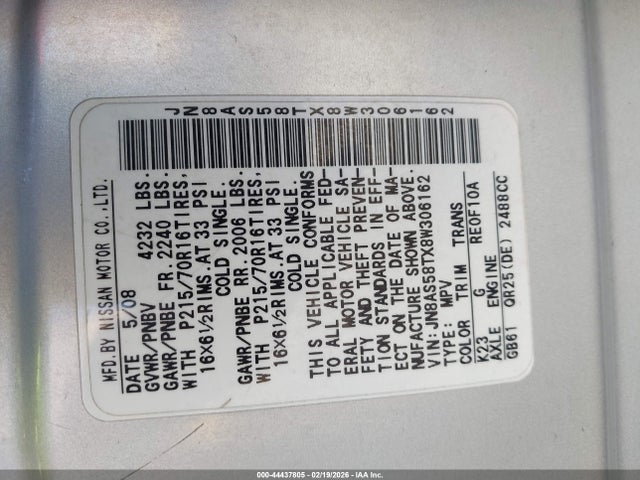 JN8AS58TX8W306162
MFD.BY NISSAN MOTOR CO.,LTD.
DATE 5/08
GVWR/PNBV 4232 LBS.
GAWR/PNBE FR. 2240 LBS.
WITH P215/70R16TIRES,
16X6½RIMS.AT 33 PSI
COLD SINGLE.
GAWR/PNBE RR. 2006 LBS.
WITH P215/70R16TIRES,
16X6½RIMS.AT 33 PSI
COLD SINGLE.
THIS VEHICLE CONFORMS
TO ALL APPLICABLE FED-
ERAL MOTOR VEHICLE SA-
FETY AND THEFT PREVEN
TION STANDARDS IN EFF-
ECT ON THE DATE OF MA-
NUFACTURE SHOWN ABOVE.
VIN:JN8AS58TX8W306162
TYPE: MPV
COLOR TRIM TRANS
K23 G RE0F10A
AXLE ENGINE
GB61 QR25(DE) 2488CC
000-44437805 - 02/19/2026 - IAAI.COM